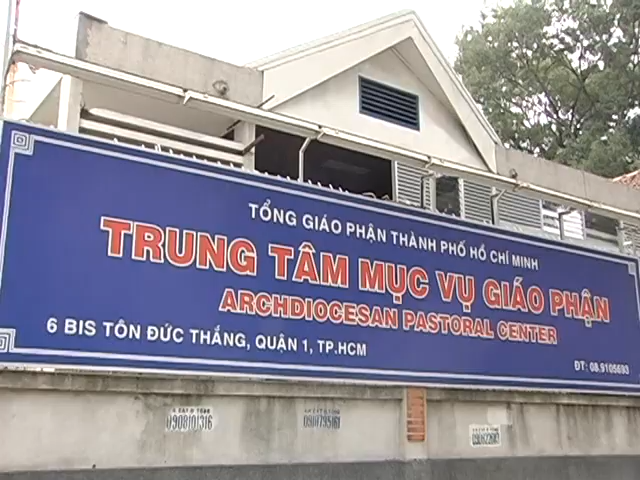 TỔNG GIÁO PHẬN THÀNH PHỐ HỒ CHÍ MINH
TRUNG TÂM MỤC VỤ GIÁO PHẬN
ARCHDIOCESAN PASTORAL CENTER
6 BIS TÔN ĐỨC THẮNG, QUẬN 1, TP.HCM
ĐT: 08.9105693
0908101316